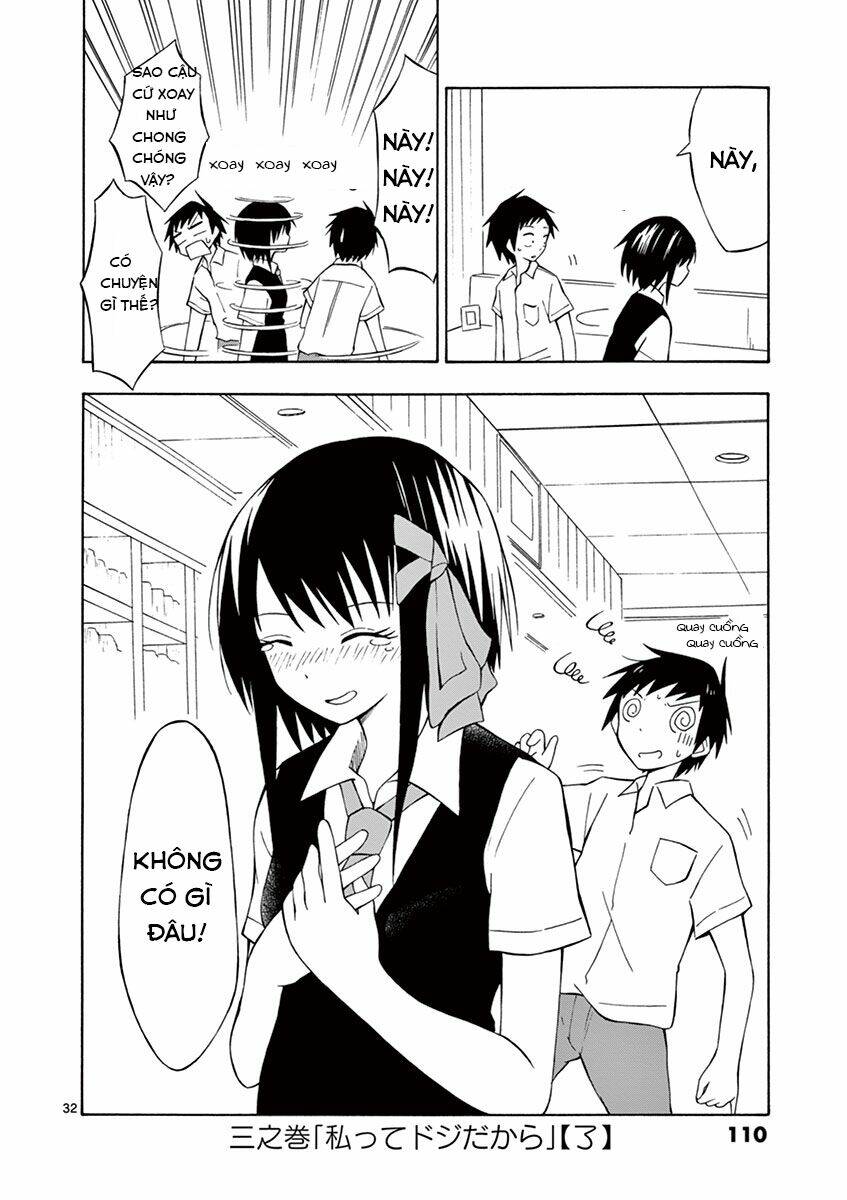 NÀY,
NÀY!
NÀY!
NÀY!
xoay xoay xoay
SAO CẬU
CỨ XOAY
NHƯ
CHONG
CHÓNG
VẬY?
CÓ
CHUYỆN
GÌ THẾ?
Quay cuồng
Quay cuồng
KHÔNG
CÓ GÌ
ĐÂU!
32
三之巻「私ってドジだから」【了】
110